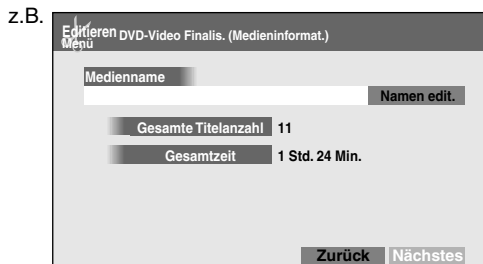 z.B.
Editieren DVD-Video Finalis. (Medieninformat.)
Menü
Medienname
Namen edit.
Gesamte Titelanzahl 11
Gesamtzeit 1 Std. 24 Min.
Zurück Nächstes